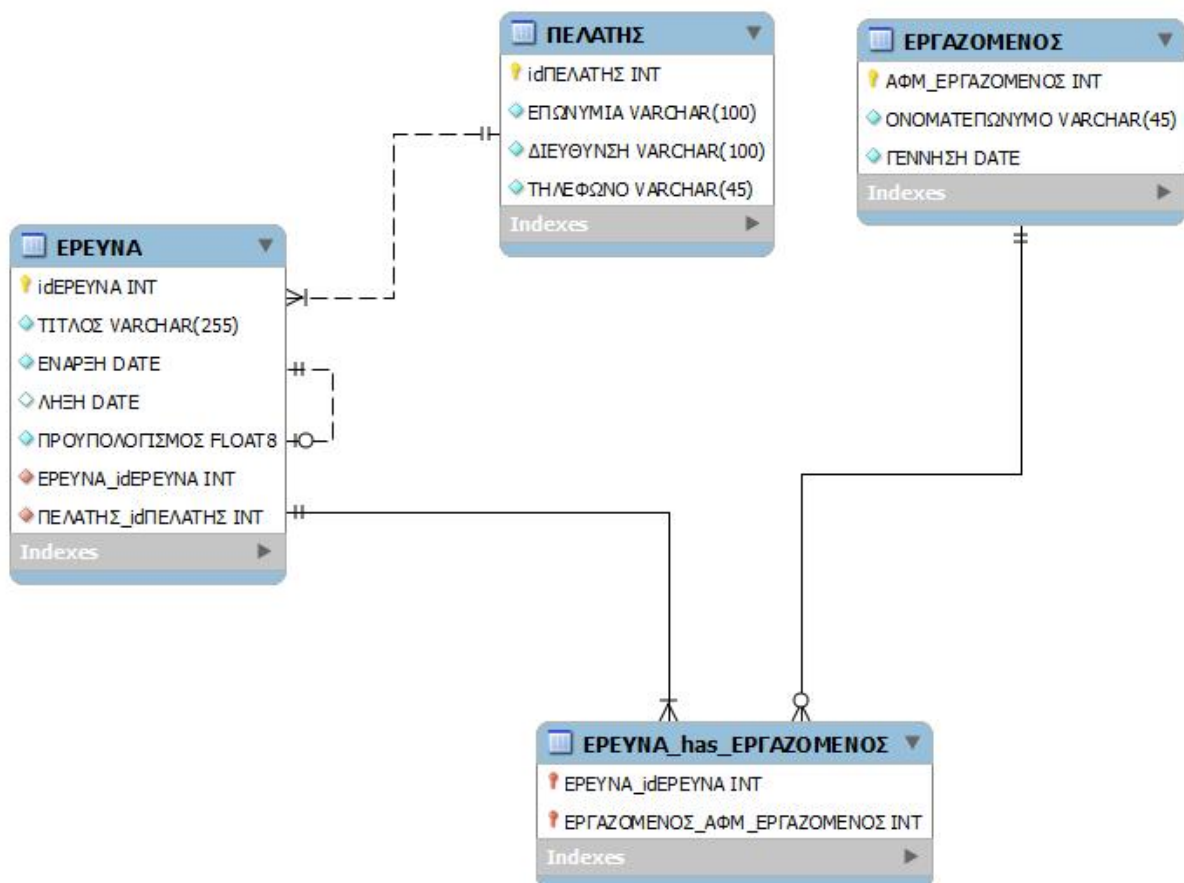 ΠΕΛΑΤΗΣ
idΠΕΛΑΤΗΣ INT
ΕΠΩΝΥΜΙΑ VARCHAR(100)
ΔΙΕΥΘΥΝΣΗ VARCHAR(100)
ΤΗΛΕΦΩΝΟ VARCHAR(45)
Indexes
ΕΡΓΑΖΟΜΕΝΟΣ
ΑΦΜ_ΕΡΓΑΖΟΜΕΝΟΣ INT
ΟΝΟΜΑΤΕΠΩΝΥΜΟ VARCHAR(45)
ΓΕΝΝΗΣΗ DATE
Indexes
ΕΡΕΥΝΑ
idΕΡΕΥΝΑ INT
ΤΙΤΛΟΣ VARCHAR(255)
ΕΝΑΡΞΗ DATE
ΛΗΞΗ DATE
ΠΡΟΥΠΟΛΟΓΙΣΜΟΣ FLOAT8
ΕΡΕΥΝΑ_idΕΡΕΥΝΑ INT
ΠΕΛΑΤΗΣ_idΠΕΛΑΤΗΣ INT
Indexes
ΕΡΕΥΝΑ_has_ΕΡΓΑΖΟΜΕΝΟΣ
ΕΡΕΥΝΑ_idΕΡΕΥΝΑ INT
ΕΡΓΑΖΟΜΕΝΟΣ_ΑΦΜ_ΕΡΓΑΖΟΜΕΝΟΣ INT
Indexes